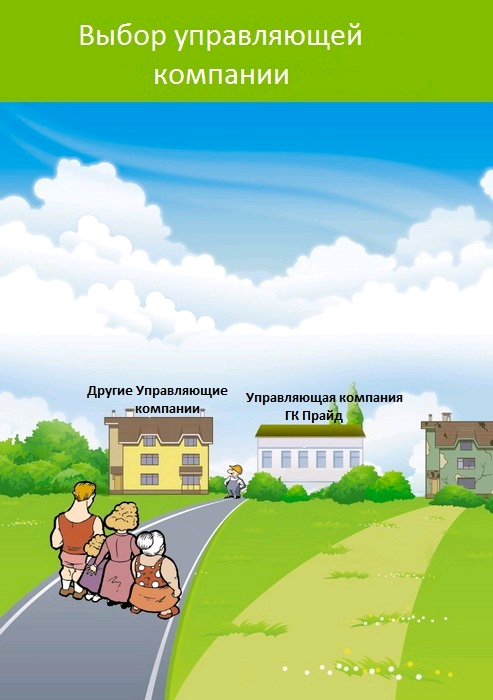 Выбор управляющей
компании
Другие Управляющие
компании
Управляющая компания
ГК Прайд